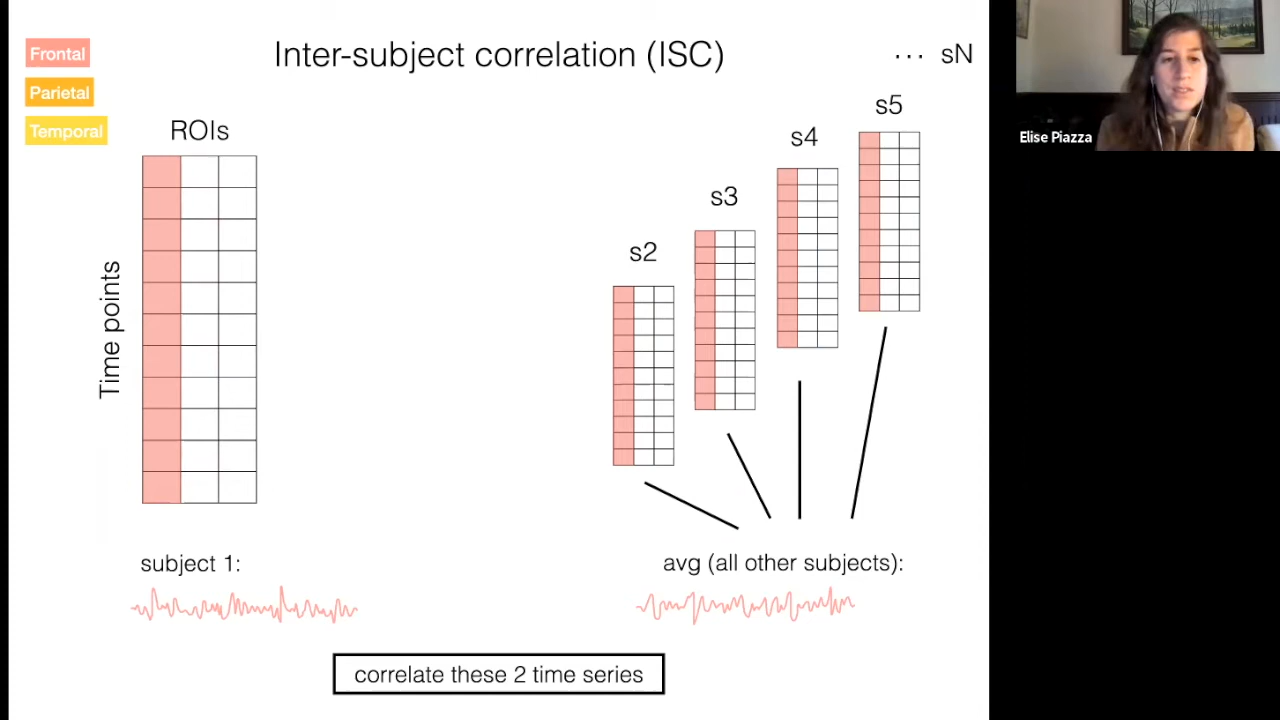 Inter-subject correlation (ISC)
Frontal
Parietal
Temporal
ROIs
Time points
s2
s3
s4
s5
... sN
subject 1:
avg (all other subjects):
correlate these 2 time series
Elise Piazza